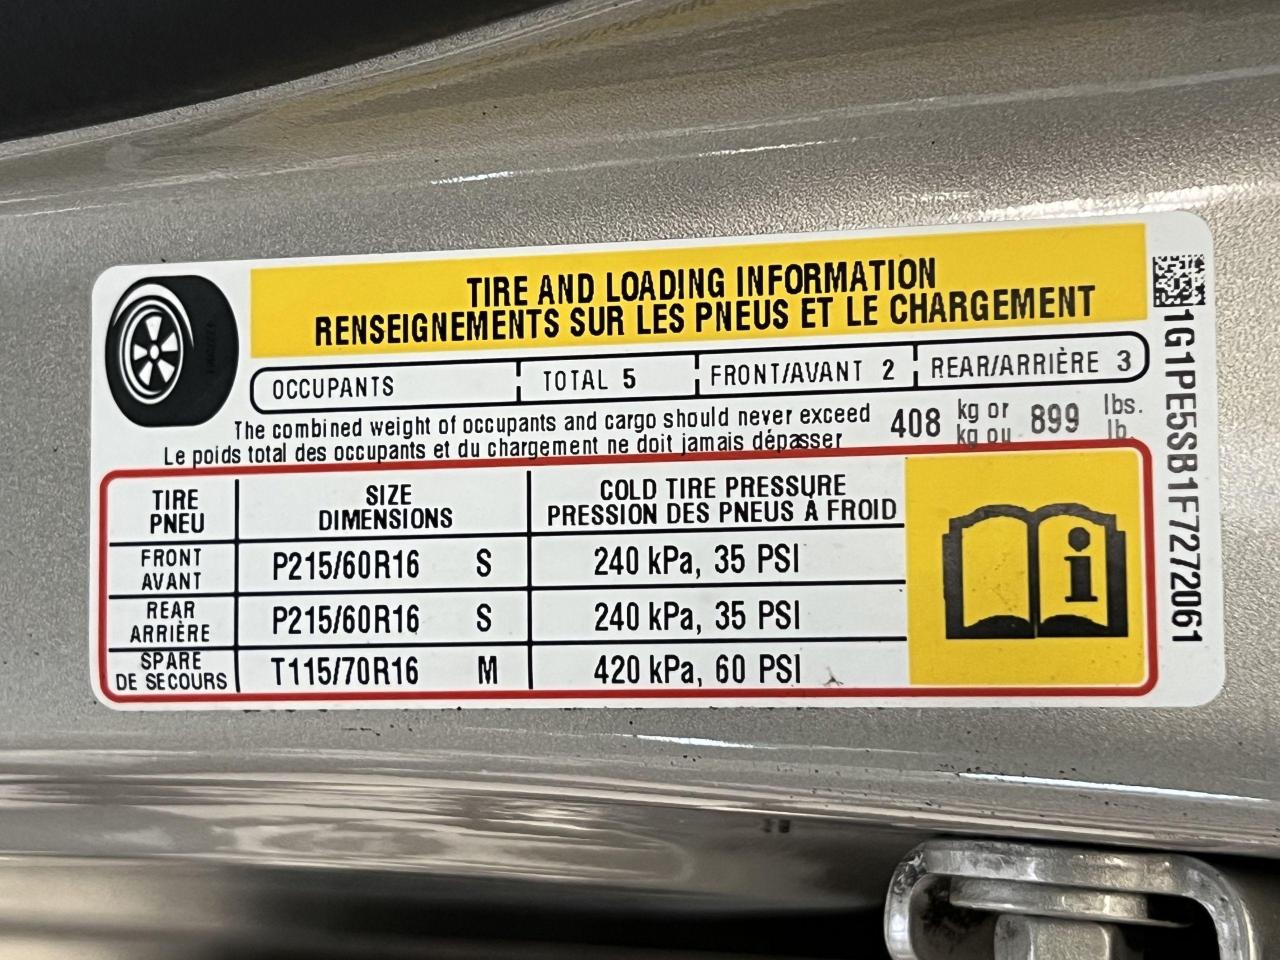 TIRE AND LOADING INFORMATION
RENSEIGNEMENTS SUR LES PNEUS ET LE CHARGEMENT
OCCUPANTS TOTAL 5 FRONT/AVANT 2 REAR/ARRIÈRE 3
The combined weight of occupants and cargo should never exceed 408 kg or 899 lbs.
Le poids total des occupants et du chargement ne doit jamais dépasser kg ou lb.
TIRE SIZE COLD TIRE PRESSURE
PNEU DIMENSIONS PRESSION DES PNEUS À FROID
FRONT
AVANT P215/60R16 S 240 kPa, 35 PSI
REAR
ARRIÈRE P215/60R16 S 240 kPa, 35 PSI
SPARE
DE SECOURS T115/70R16 M 420 kPa, 60 PSI
i
1G1PE5SB1F7272061